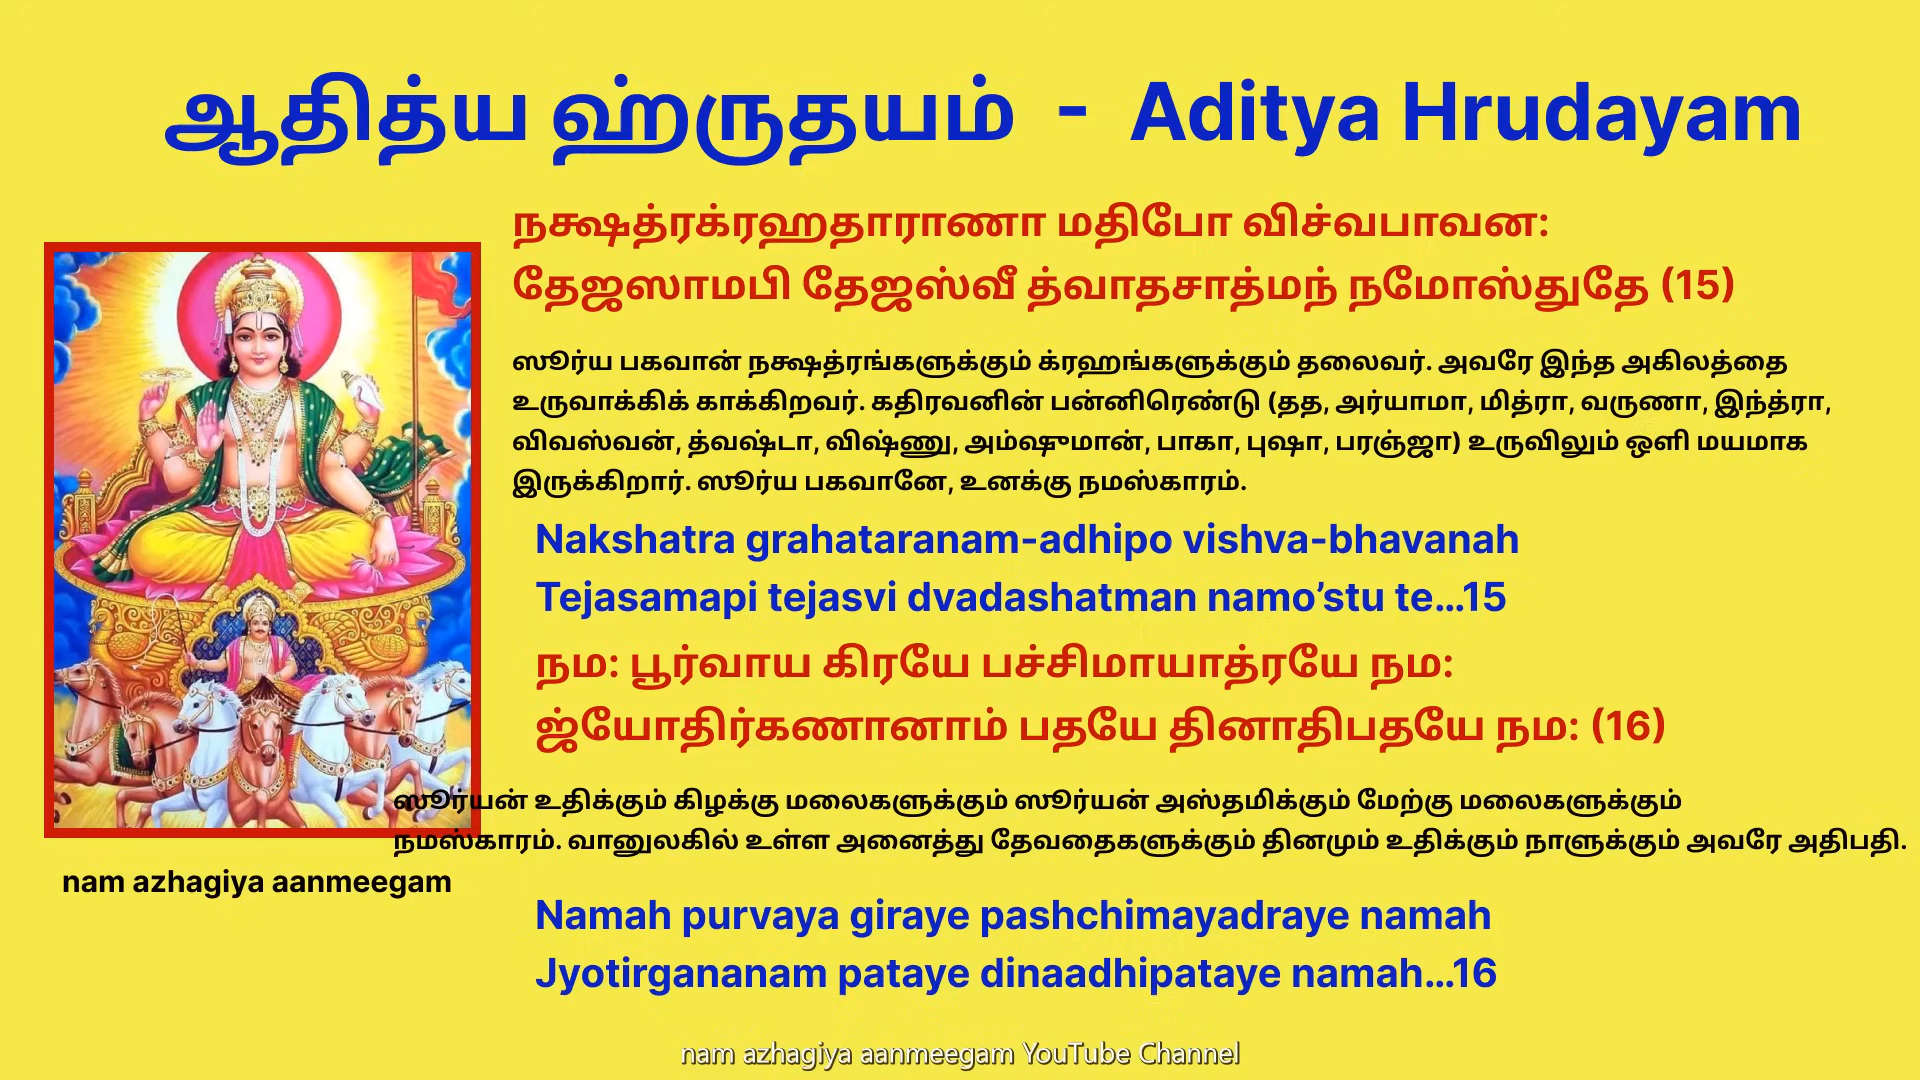 ஆதித்ய ஹ்ருதயம் - Aditya Hrudayam
நக்ஷத்ரக்ரஹதாராணா மதிபோ விச்வபாவன:
தேஜஸாமபி தேஜஸ்வீ த்வாதசாத்மந் நமோஸ்துதே (15)
ஸூர்ய பகவான் நக்ஷத்ரங்களுக்கும் க்ரஹங்களுக்கும் தலைவர். அவரே இந்த அகிலத்தை
உருவாக்கிக் காக்கிறவர். கதிரவனின் பன்னிரெண்டு (தத, அர்யாமா, மித்ரா, வருணா, இந்த்ரா,
விவஸ்வன், த்வஷ்டா, விஷ்ணு, அம்ஷுமான், பாகா, புஷா, பரஞ்ஜா) உருவிலும் ஒளி மயமாக
இருக்கிறார். ஸூர்ய பகவானே, உனக்கு நமஸ்காரம்.
Nakshatra grahataranam-adhipo vishva-bhavanah
Tejasamapi tejasvi dvadashatman namo’stu te...15
நம: பூர்வாய கிரயே பச்சிமாயாத்ரயே நம:
ஜ்யோதிர்கணானாம் பதயே தினாதிபதயே நம: (16)
ஸூர்யன் உதிக்கும் கிழக்கு மலைகளுக்கும் ஸூர்யன் அஸ்தமிக்கும் மேற்கு மலைகளுக்கும்
நமஸ்காரம். வானுலகில் உள்ள அனைத்து தேவதைகளுக்கும் தினமும் உதிக்கும் நாளுக்கும் அவரே அதிபதி.
nam azhagiya aanmeegam
Namah purvaya giraye pashchimayadraye namah
Jyotirgananam pataye dinaadhipataye namah...16
nam azhagiya aanmeegam YouTube Channel